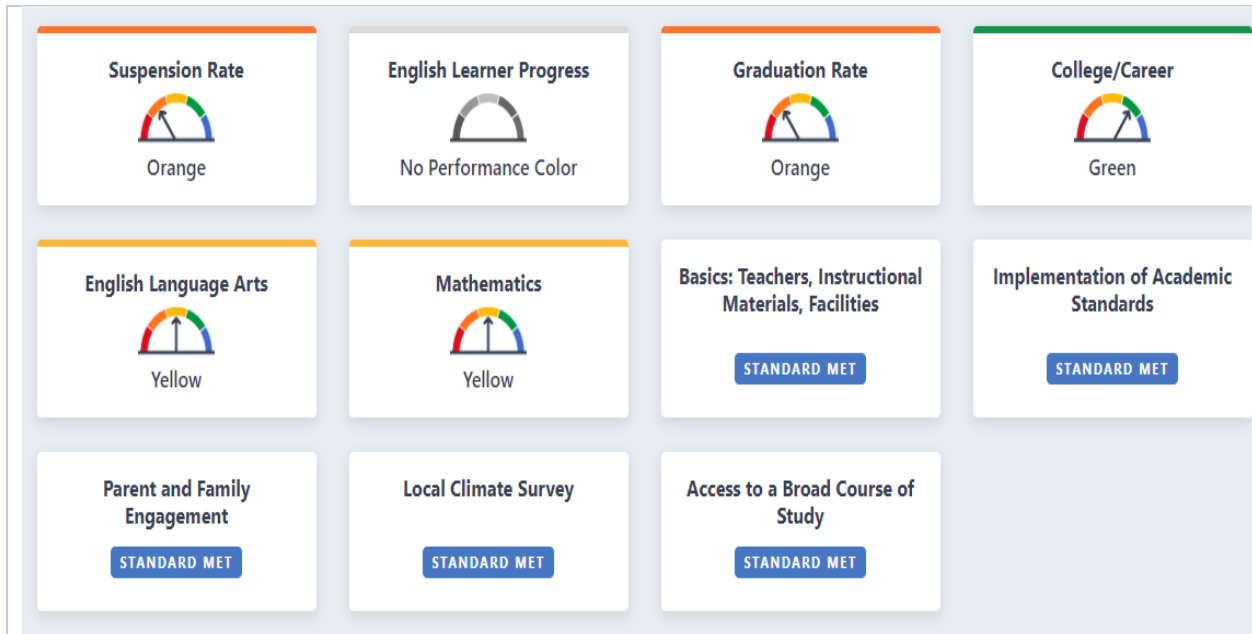 Suspension Rate
Orange
English Learner Progress
No Performance Color
Graduation Rate
Orange
College/Career
Green
English Language Arts
Yellow
Mathematics
Yellow
Basics: Teachers, Instructional
Materials, Facilities
STANDARD MET
Implementation of Academic
Standards
STANDARD MET
Parent and Family
Engagement
STANDARD MET
Local Climate Survey
STANDARD MET
Access to a Broad Course of
Study
STANDARD MET